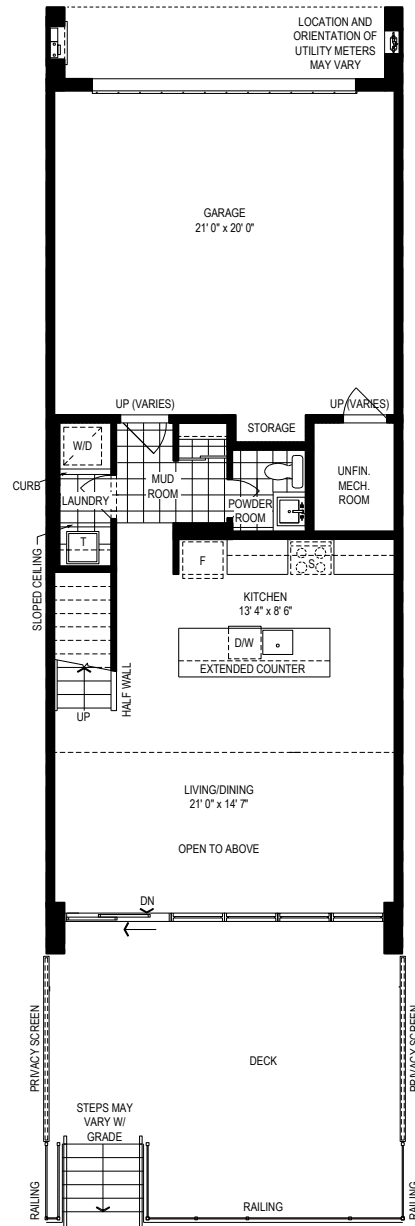 LOCATION AND
ORIENTATION OF
UTILITY METERS
MAY VARY
GARAGE
21' 0" x 20' 0"
UP (VARIES)
UP (VARIES)
STORAGE
W/D
CURB
LAUNDRY
MUD
ROOM
POWDER
ROOM
UNFIN.
MECH.
ROOM
T
SLOPED CEILING
F
S
KITCHEN
13' 4" x 8' 6"
D/W
EXTENDED COUNTER
HALF WALL
UP
LIVING/DINING
21' 0" x 14' 7"
OPEN TO ABOVE
DN
PRIVACY SCREEN
PRIVACY SCREEN
DECK
STEPS MAY
VARY W/
GRADE
RAILING
RAILING
RAILING